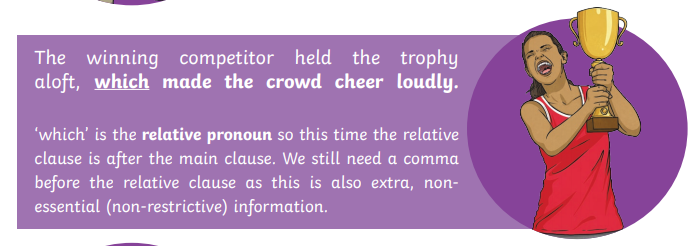 The winning competitor held the trophy
aloft, which made the crowd cheer loudly.
‘which’ is the relative pronoun so this time the relative
clause is after the main clause. We still need a comma
before the relative clause as this is also extra, non-
essential (non-restrictive) information.